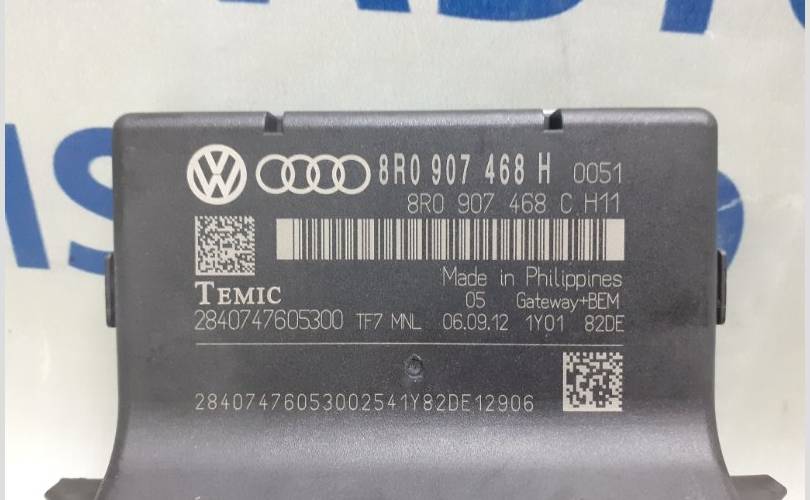 8R0 907 468 H 0051
8R0 907 468 C H11
Made in Philippines
TEMIC 05 Gateway+BEM
2840747605300 TF7 MNL 06.09.12 1Y01 82DE
28407476053002541Y82DE12906